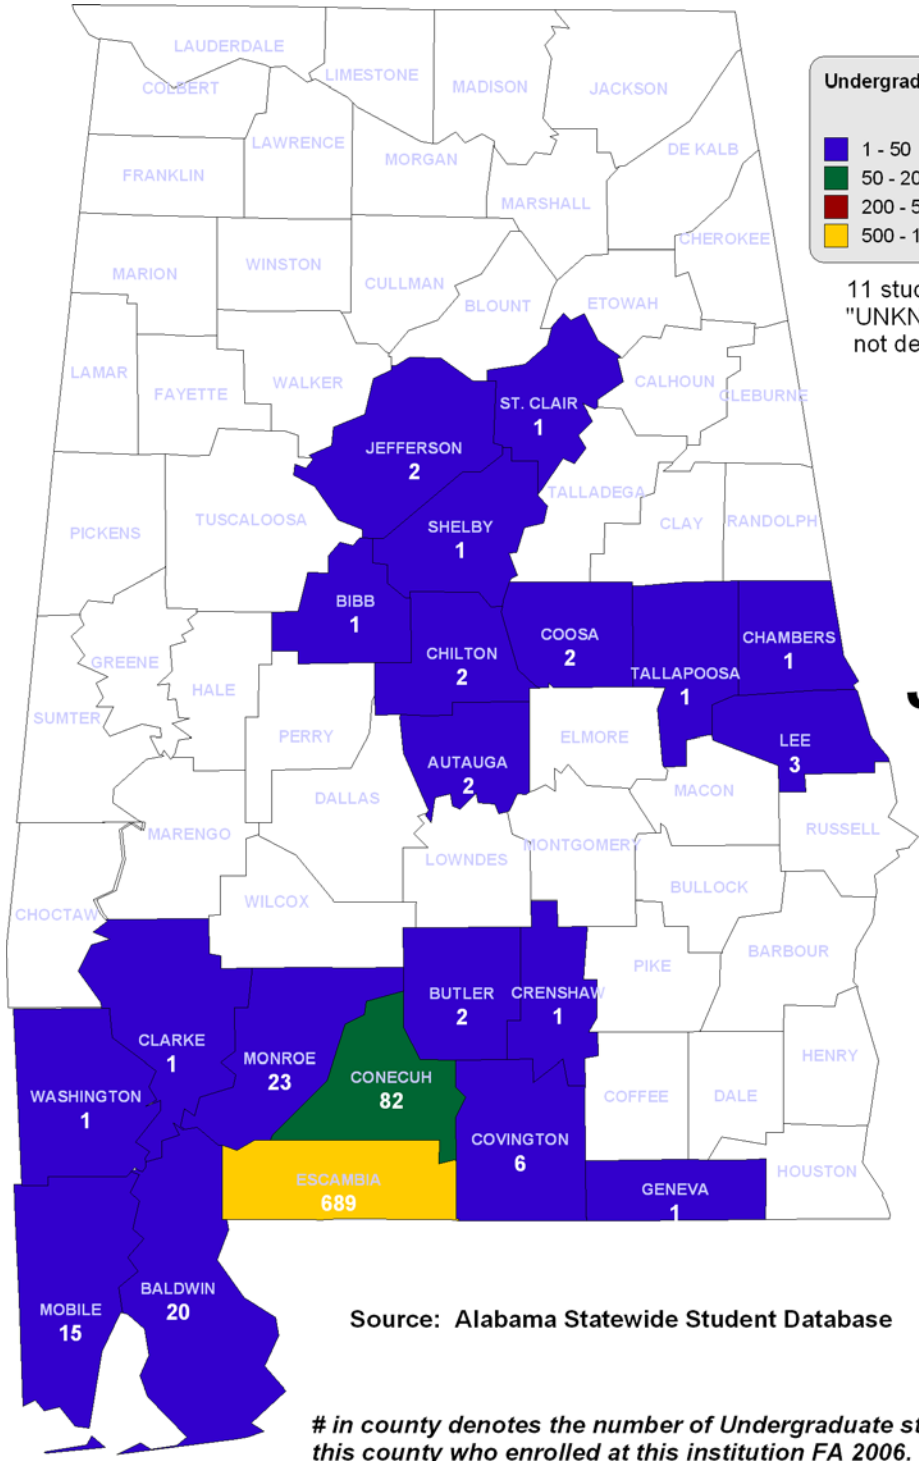 LAUDERDALE
LIMESTONE
MADISON
JACKSON
COLBERT
Undergrad
LAWRENCE
MORGAN
DE KALB
1 - 50
FRANKLIN
50 - 20
MARSHALL
200 - 5
CHEROKEE
500 - 1
MARION
WINSTON
CULLMAN
BLOUNT
ETOWAH
11 stud
"UNKN
not de
LAMAR
FAYETTE
WALKER
CALHOUN
CLEBURNE
ST. CLAIR
1
JEFFERSON
2
TALLADEGA
PICKENS
TUSCALOOSA
SHELBY
1
CLAY
RANDOLPH
BIBB
1
COOSA
2
CHAMBERS
1
GREENE
HALE
CHILTON
2
TALLAPOOSA
1
SUMTER
PERRY
ELMORE
LEE
3
AUTAUGA
2
DALLAS
MACON
MARENGO
LOWNDES
MONTGOMERY
RUSSELL
CHOCTAW
WILCOX
BULLOCK
BARBOUR
PIKE
BUTLER
2
CRENSHAW
1
CLARKE
1
MONROE
23
CONECUH
82
HENRY
WASHINGTON
1
COFFEE
DALE
COVINGTON
6
ESCAMBIA
689
GENEVA
1
HOUSTON
MOBILE
15
BALDWIN
20
Source: Alabama Statewide Student Database
# in county denotes the number of Undergraduate st
this county who enrolled at this institution FA 2006.